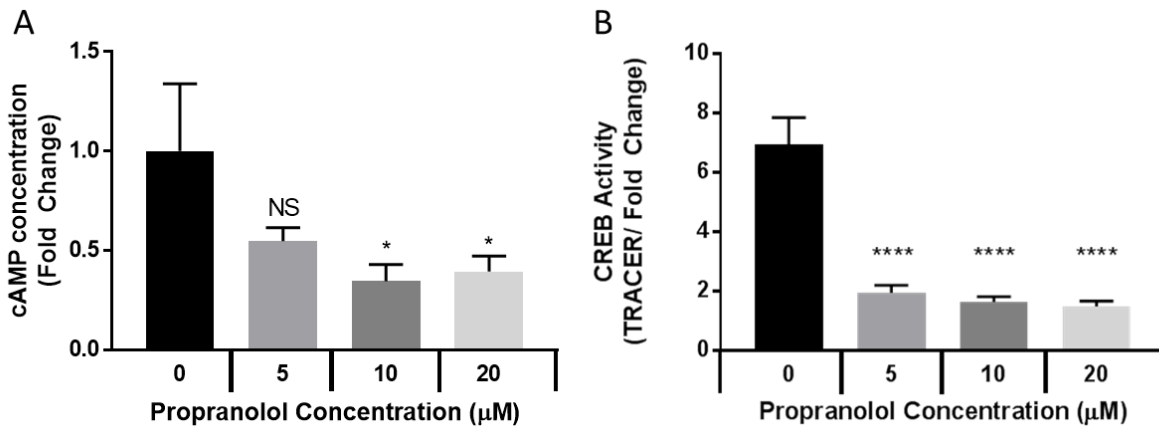 A
cAMP concentration
(Fold Change)
1.5
1.0
0.5
0.0
NS
*
*
0 5 10 20
Propranolol Concentration (μM)
B
CREB Activity
(TRACER/ Fold Change)
10
8
6
4
2
0
**** **** ****
0 5 10 20
Propranolol Concentration (μM)